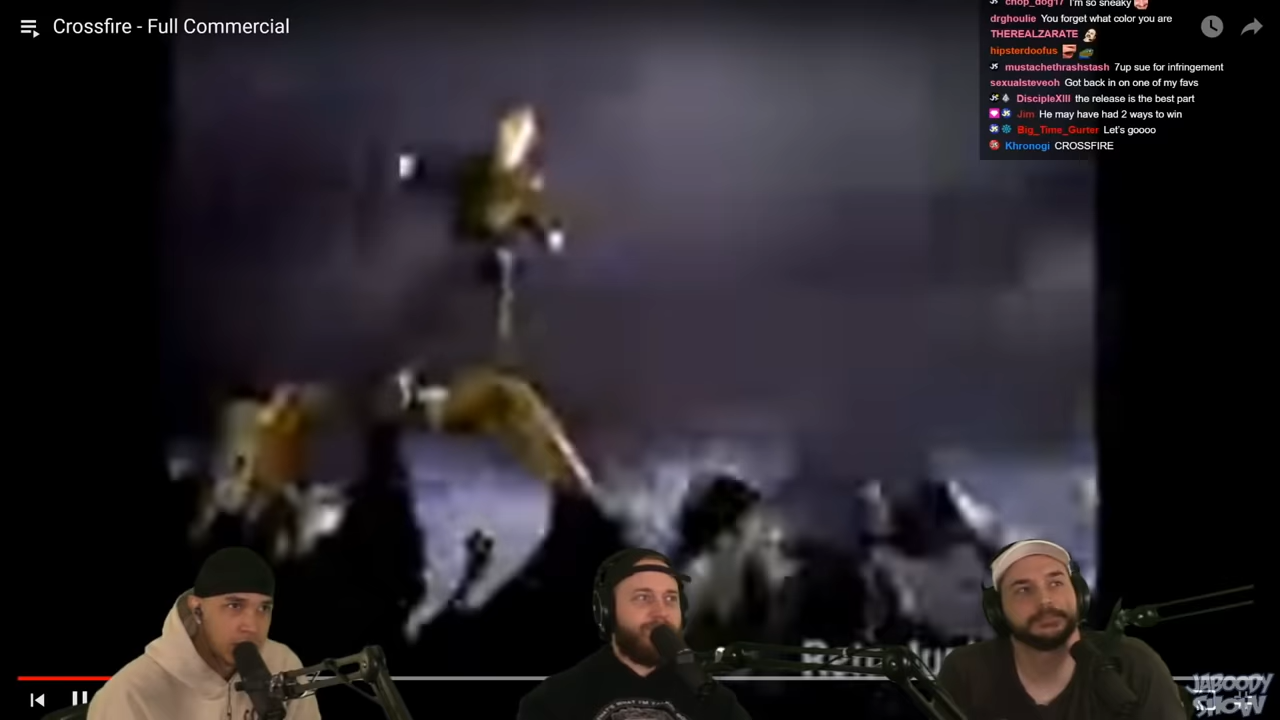 Crossfire - Full Commercial
chop_dog17 I'm so sneaky
drghoulie You forget what color you are
THEREALZARATE
hipsterdoofus
mustachethrashstash 7up sue for infringement
sexualsteveoh Got back in on one of my favs
DiscipleXIII the release is the best part
Jim He may have had 2 ways to win
Big_Time_Gurter Let's goooo
Khronogi CROSSFIRE
JABOODY
SHOW